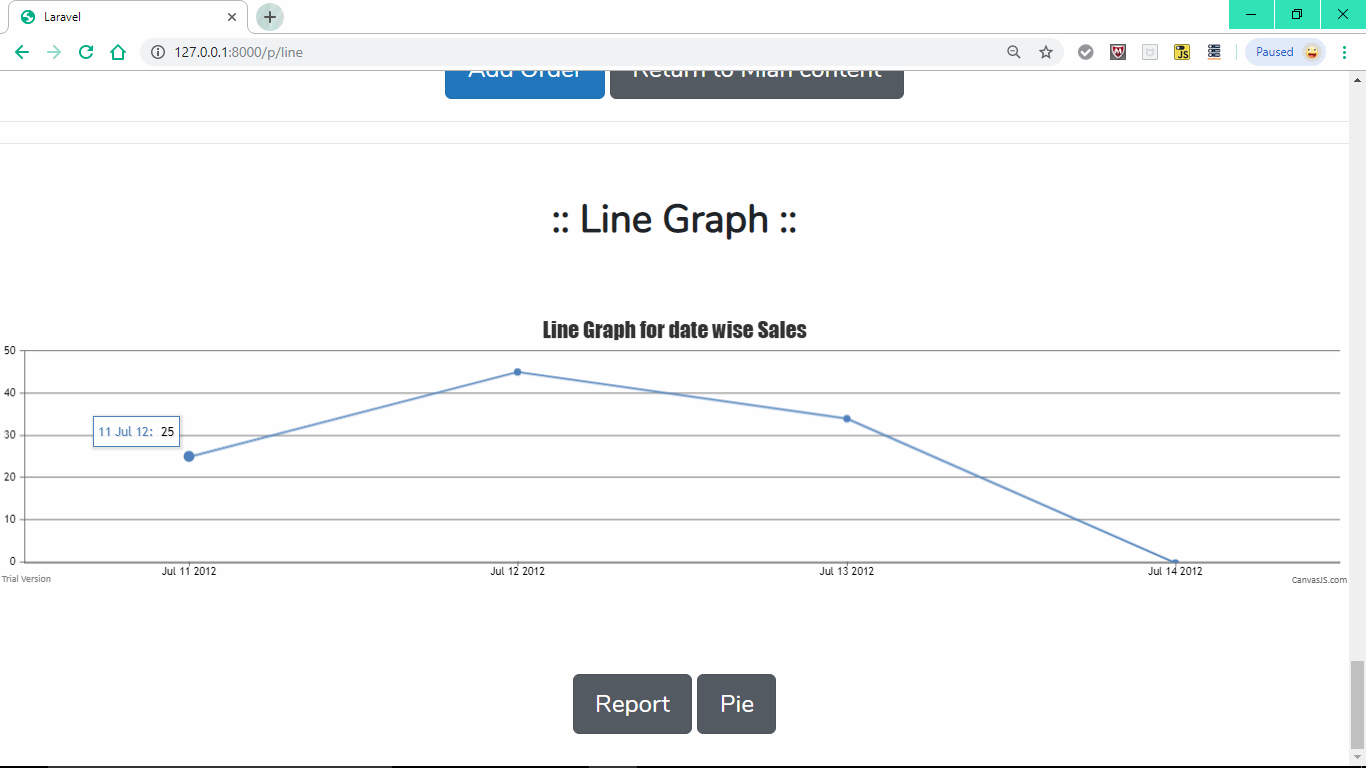 Laravel
127.0.0.1:8000/p/line
Paused
JS
Add Order
Return to Mian content
:: Line Graph ::
Line Graph for date wise Sales
50
40
30
20
10
0
11 Jul 12: 25
Jul 11 2012
Jul 12 2012
Jul 13 2012
Jul 14 2012
Trial Version
CanvasJS.com
Report
Pie